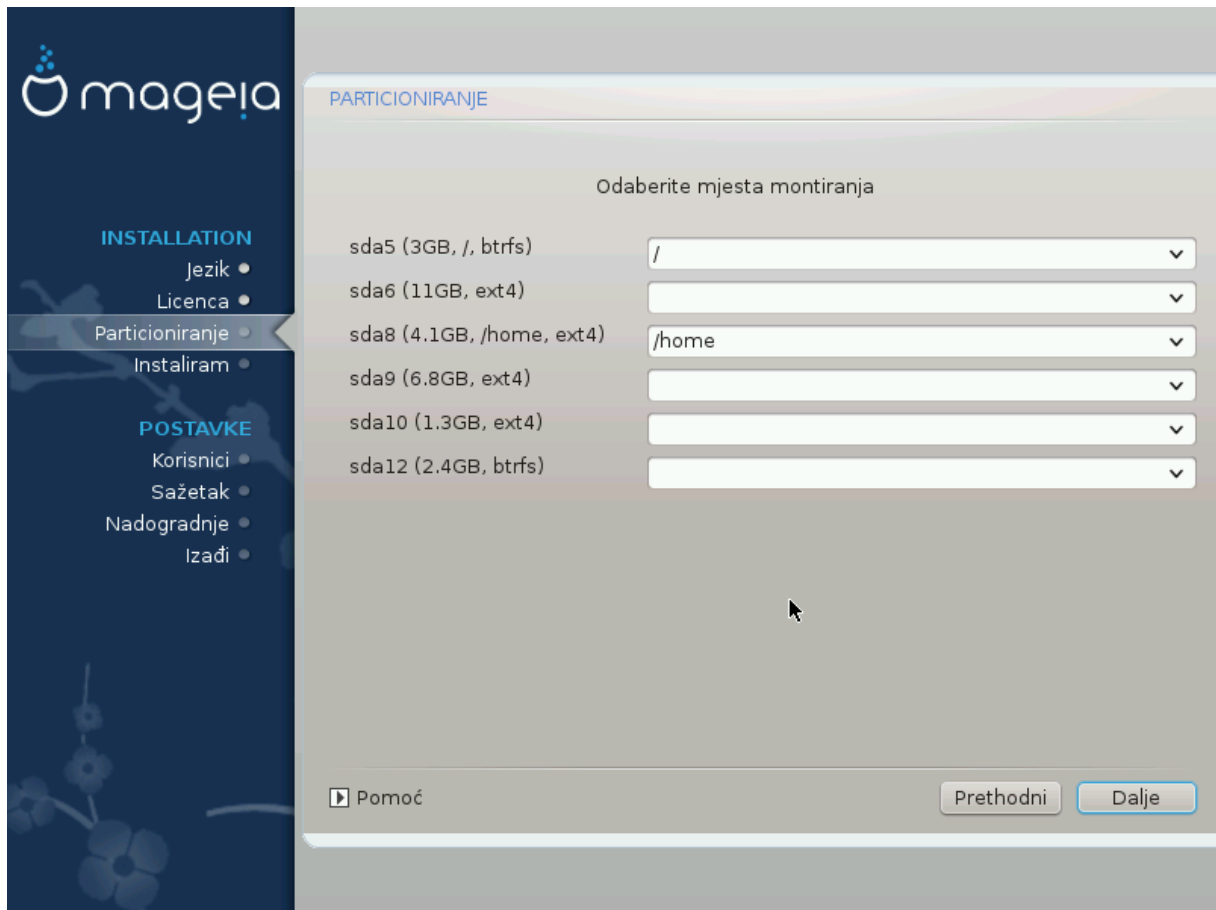 mageia
INSTALLATION
Jezik
Licenca
Particioniranje
Instaliram
POSTAVKE
Korisnici
Sažetak
Nadogradnje
Izađi
PARTICIONIRANJE
Odaberite mjesta montiranja
sda5 (3GB, /, btrfs) /
sda6 (11GB, ext4)
sda8 (4.1GB, /home, ext4) /home
sda9 (6.8GB, ext4)
sda10 (1.3GB, ext4)
sda12 (2.4GB, btrfs)
Pomoć Prethodni Dalje